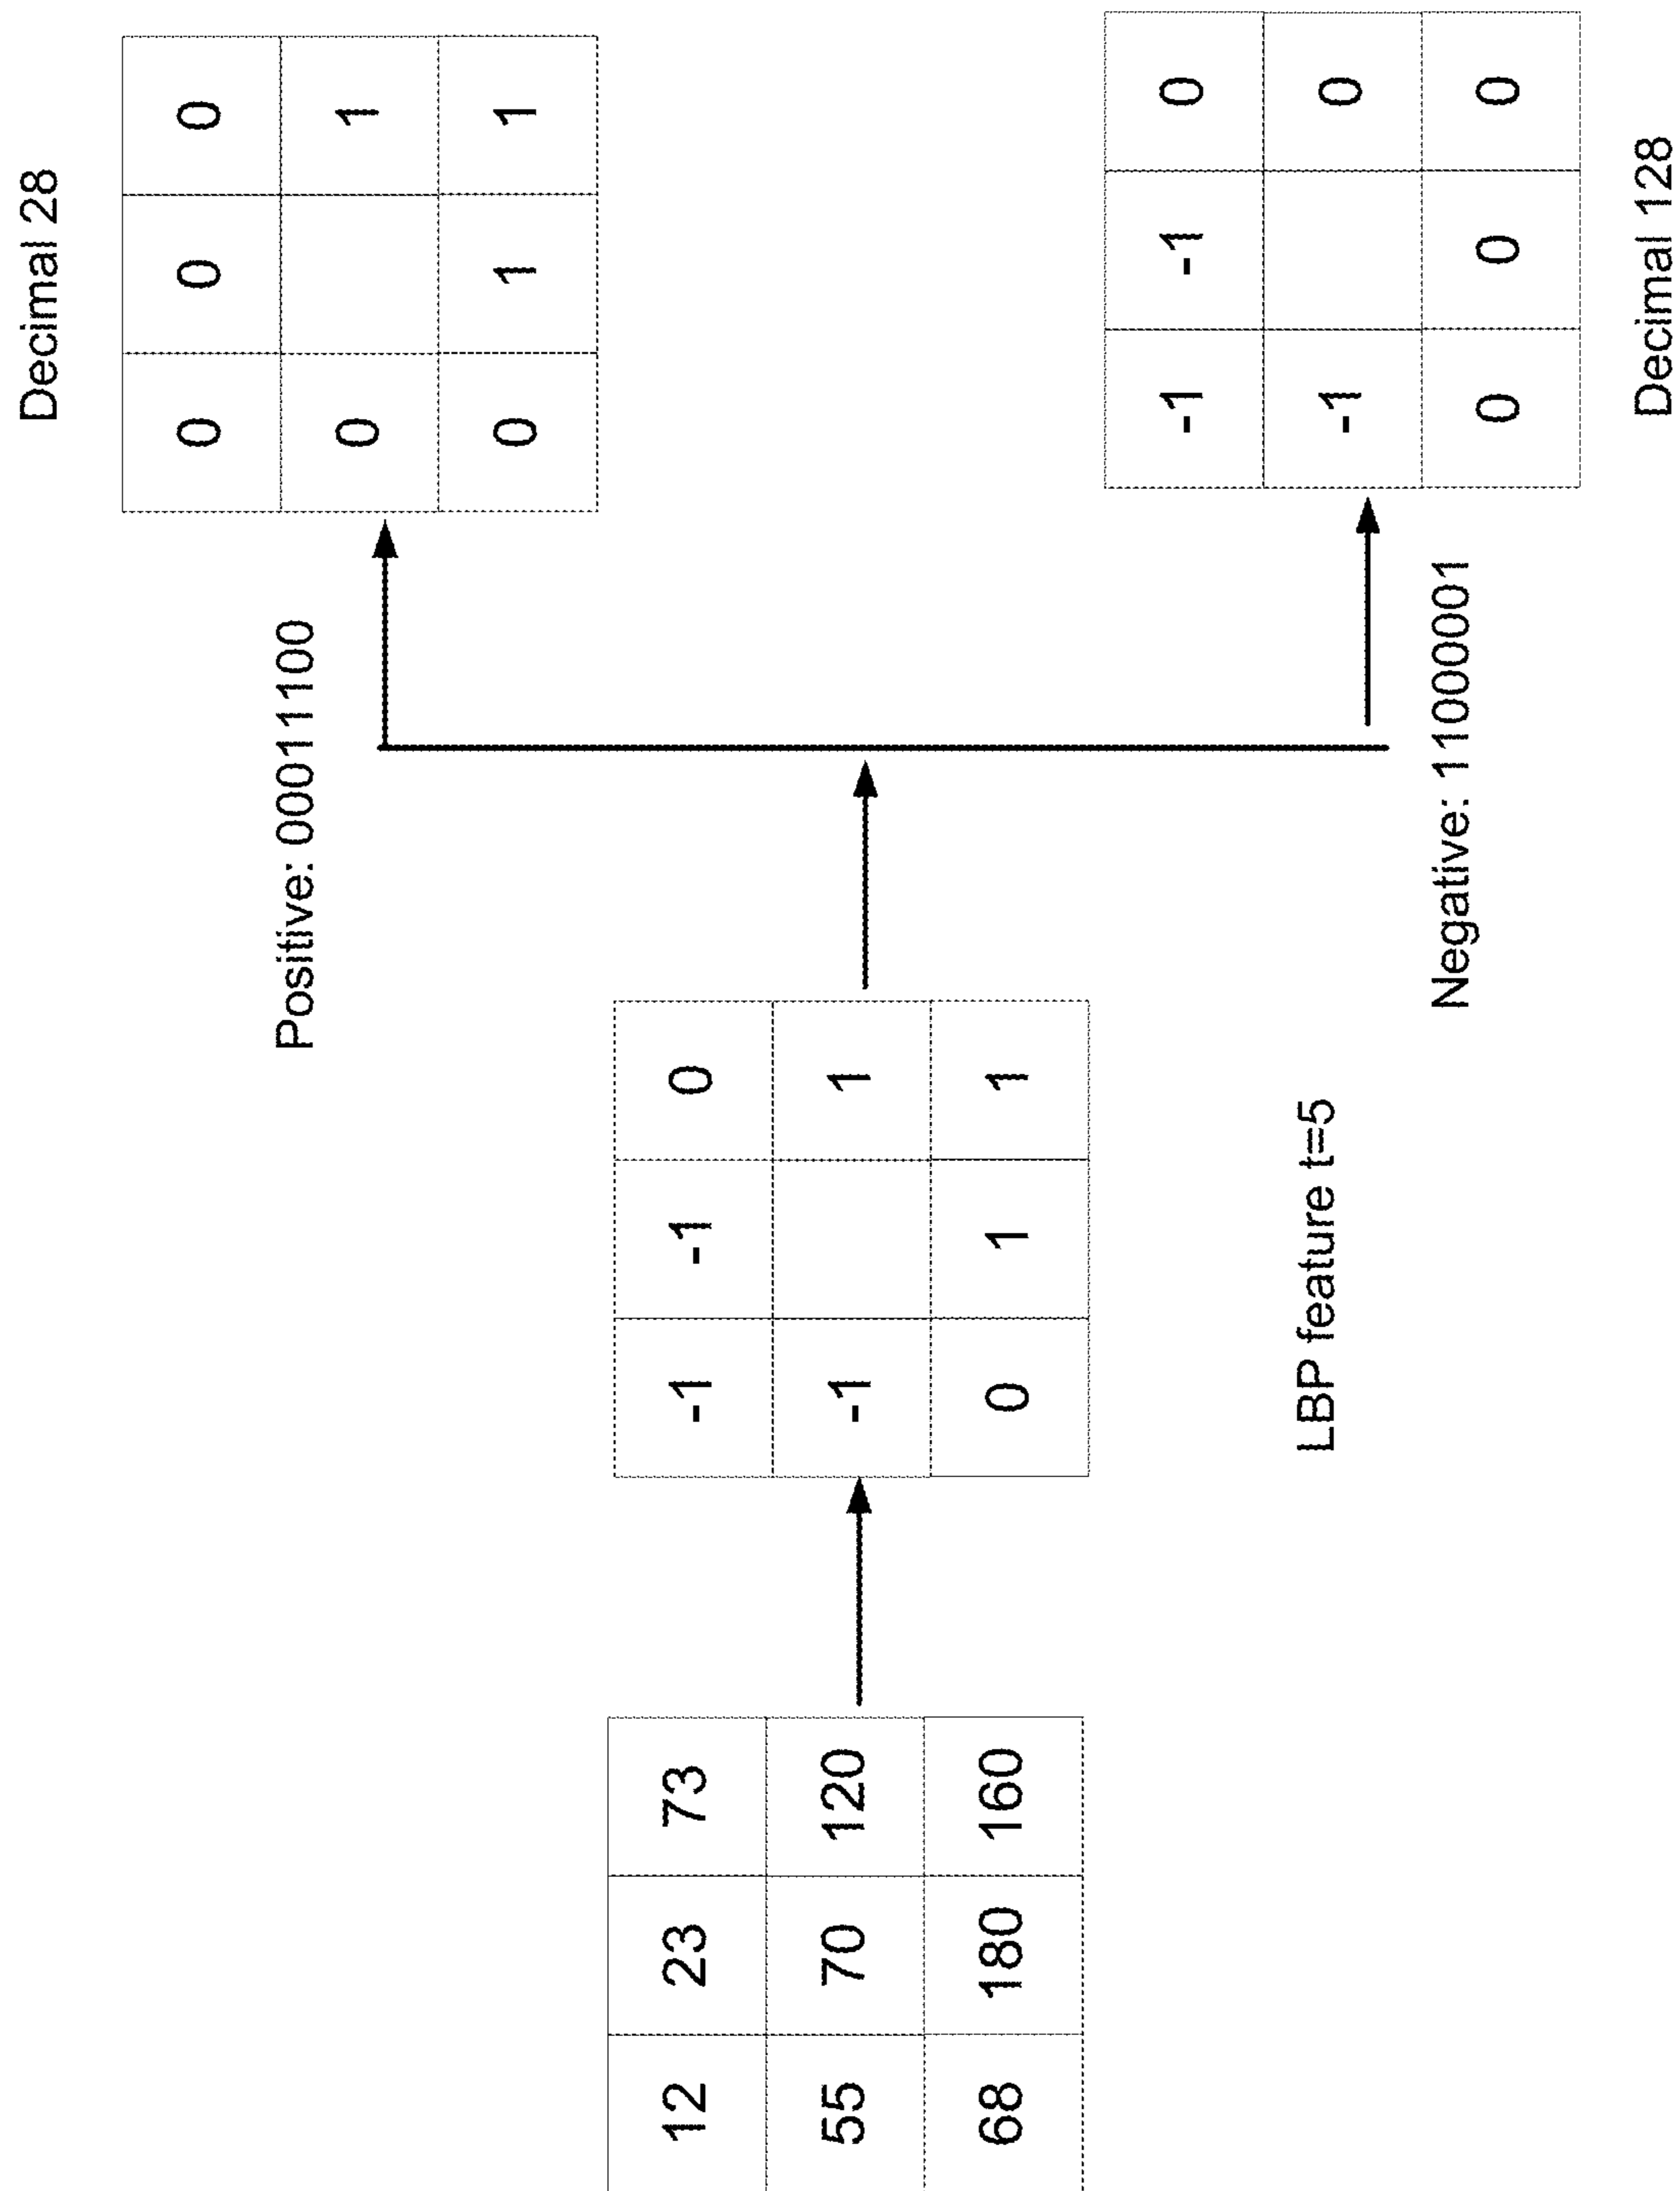 Decimal 28
0 0 0
0 1
0 1 1
Positive: 00011100
12 23 73
55 70 120
68 180 160
-1 -1 0
-1 1
0 1 1
LBP feature t=5
Negative: 11000001
-1 -1 0
-1 0
0 0 0
Decimal 128